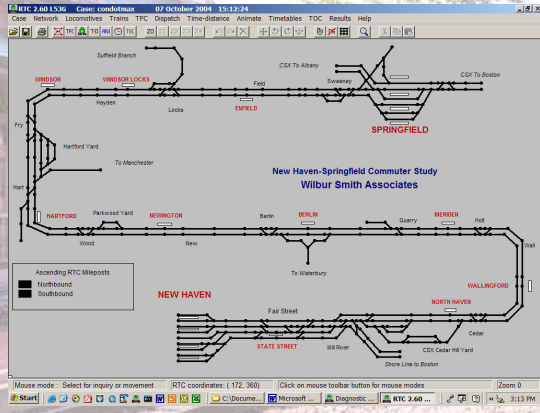 RTC 2.60 L53G Case: condotmax 07 October 2004 15:12:24
Case Network Locomotives Trains TPC Dispatch Time-distance Animate Timetables TOC Results Help
Suffield Branch
CSX To Albany
CSX To Boston
WINDSOR
WINDSOR LOCKS
Field
Sweeney
Hayden
Locks
ENFIELD
SPRINGFIELD
Fry
Hartford Yard
To Manchester
New Haven-Springfield Commuter Study
Wilbur Smith Associates
Hart
HARTFORD
Parkwood Yard
NEWINGTON
Berlin
BERLIN
Quarry
MERIDEN
Holt
Wood
New
Wall
To Waterbury
Ascending RTC Mileposts
Northbound
Southbound
WALLINGFORD
NEW HAVEN
NORTH HAVEN
Fair Street
STATE STREET
Mill River
Cedar
CSX Cedar Hill Yard
Shore Line to Boston
Mouse mode : Select for inquiry or movement RTC coordinates: ( 172, 360) Click on mouse toolbar button for mouse modes Zoom 0
Start C:\Docume... Microsoft ... Diagnostic ... RTC 2.60 ... 3:13 PM